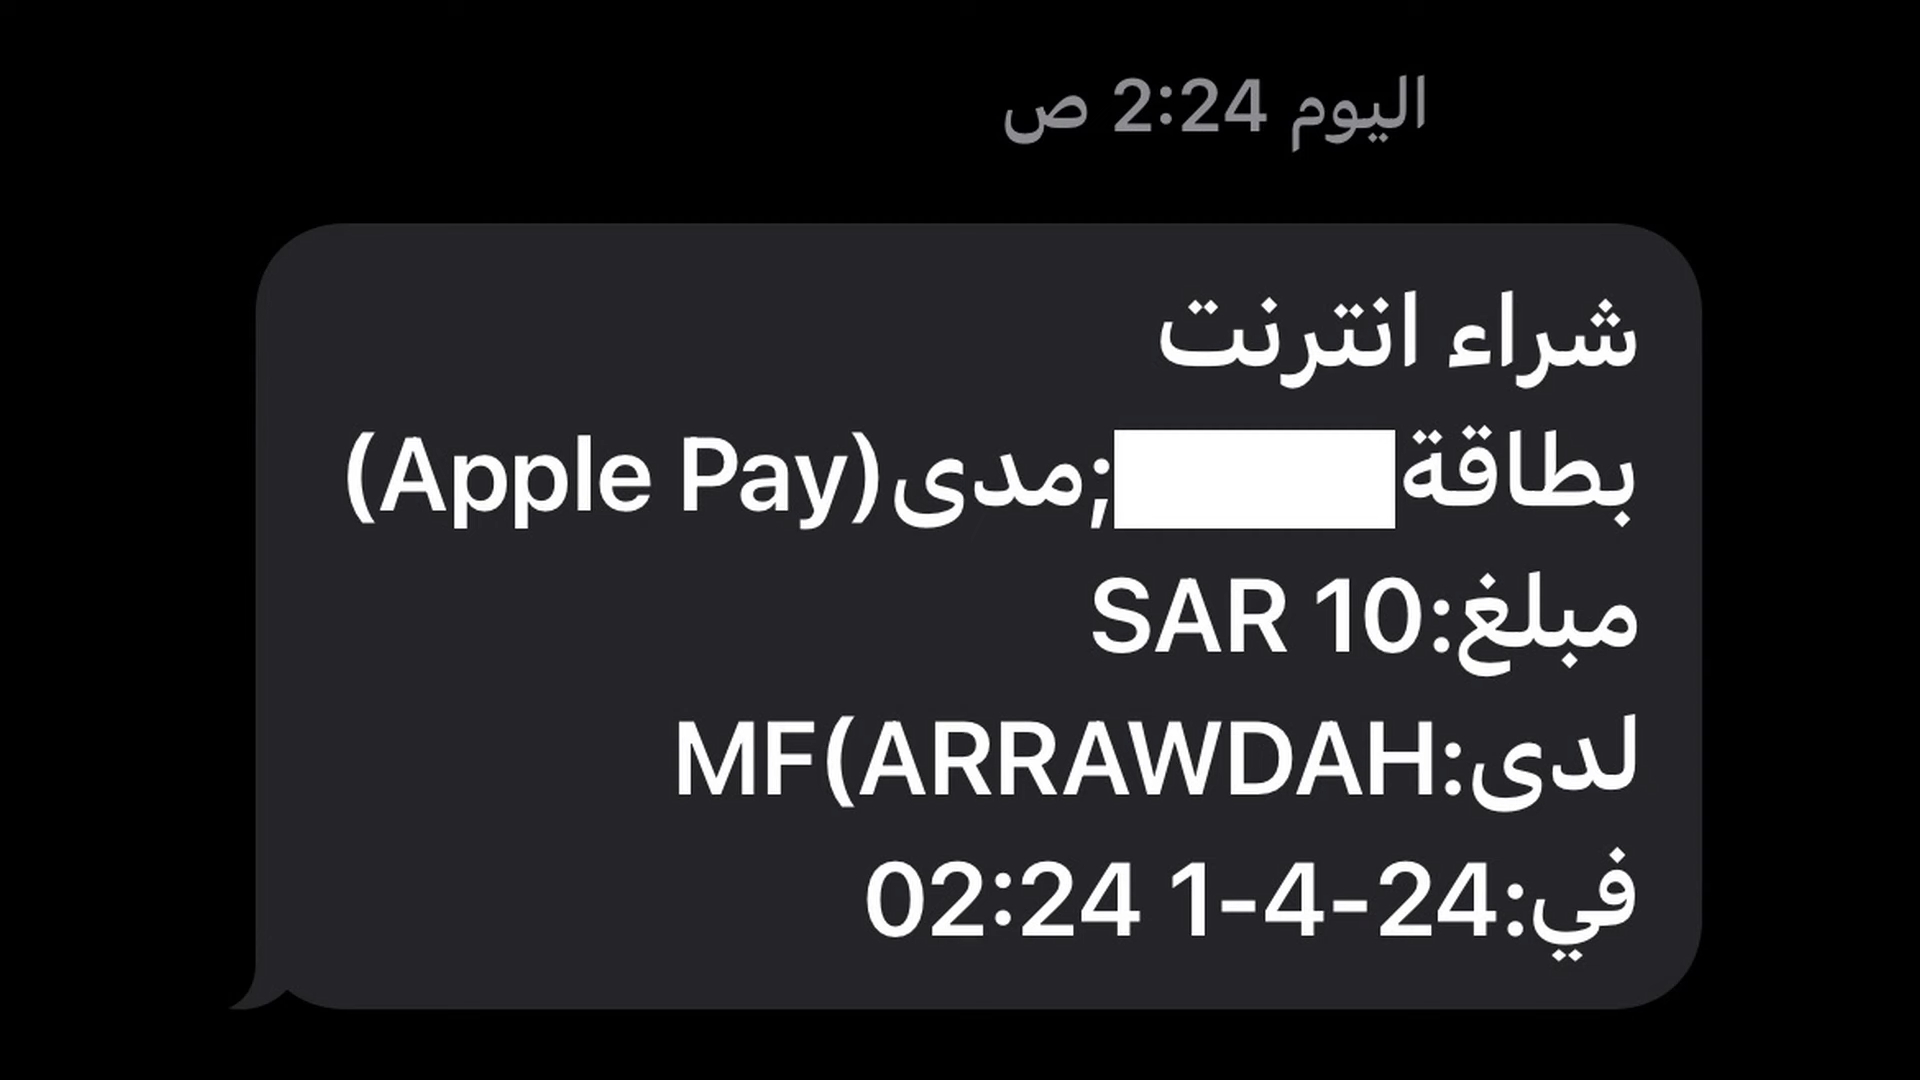 اليوم 2:24 ص
شراء انترنت
بطاقة;مدى(Apple Pay)
مبلغ:SAR 10
لدى:MF(ARRAWDAH
في:24-4-1 02:24